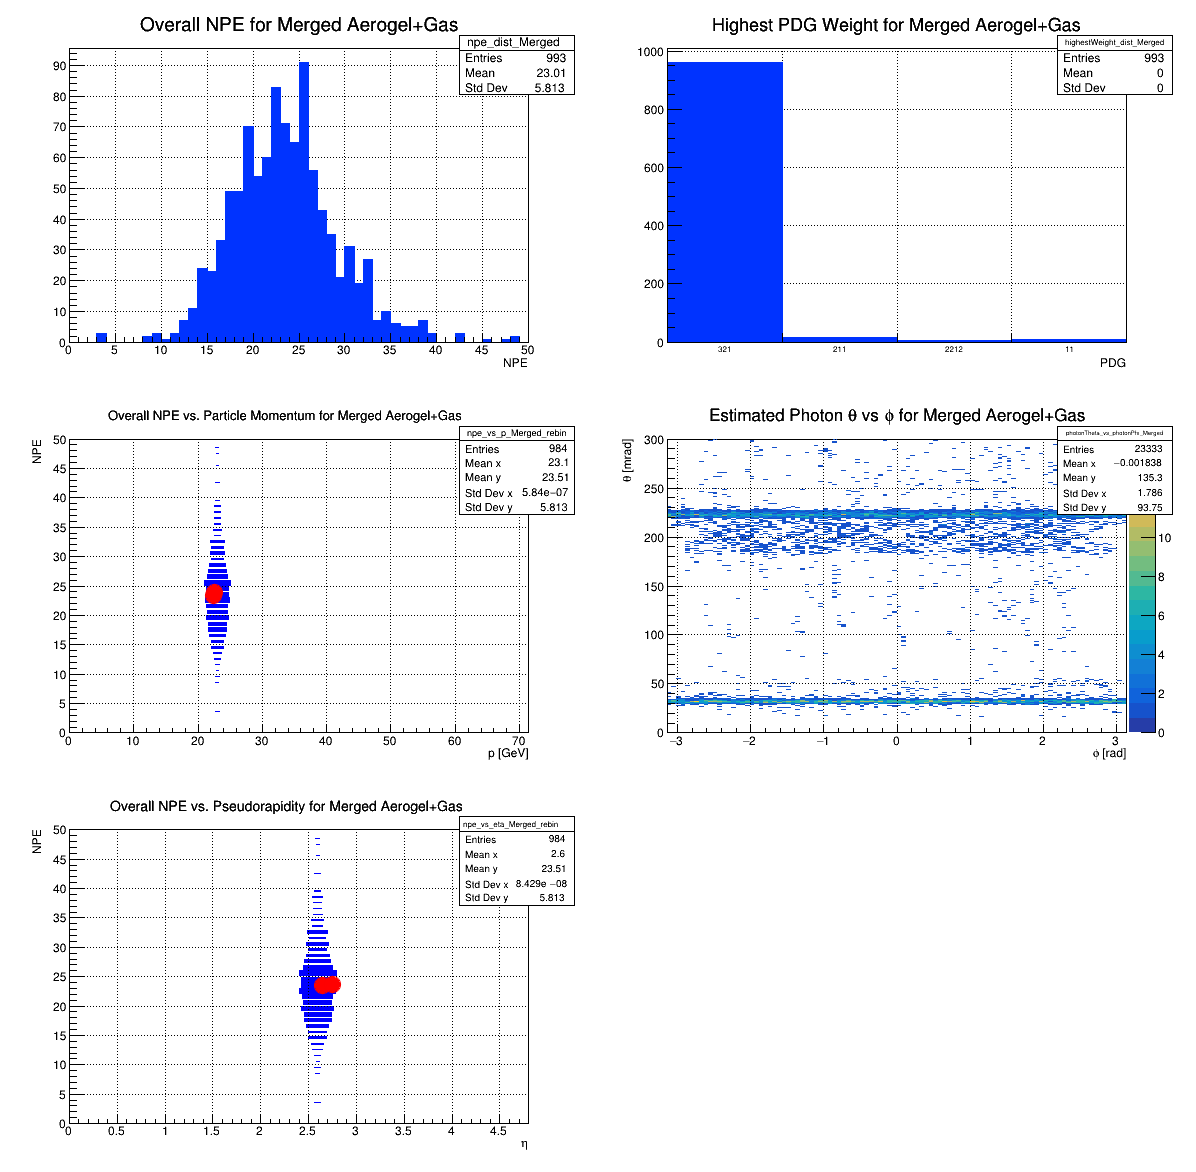 Overall NPE for Merged Aerogel+Gas
npe_dist_Merged
Entries 993
Mean 23.01
Std Dev 5.813
90
80
70
60
50
40
30
20
10
0
0 5 10 15 20 25 30 35 40 45 50
NPE
Highest PDG Weight for Merged Aerogel+Gas
highestWeight_dist_Merged
Entries 993
Mean 0
Std Dev 0
1000
800
600
400
200
0
321 211 2212 11
PDG
Overall NPE vs. Particle Momentum for Merged Aerogel+Gas
npe_vs_p_Merged_rebin
Entries 984
Mean x 23.1
Mean y 23.51
Std Dev x 5.84e−07
Std Dev y 5.813
NPE
50
45
40
35
30
25
20
15
10
5
0
0 10 20 30 40 50 60 70
p [GeV]
Estimated Photon θ vs ϕ for Merged Aerogel+Gas
photonTheta_vs_photonPhi_Merged
Entries 23333
Mean x −0.001838
Mean y 135.3
Std Dev x 1.786
Std Dev y 93.75
θ [mrad]
300
250
200
150
100
50
0
−3 −2 −1 0 1 2 3
ϕ [rad]
10
8
6
4
2
0
Overall NPE vs. Pseudorapidity for Merged Aerogel+Gas
npe_vs_eta_Merged_rebin
Entries 984
Mean x 2.6
Mean y 23.51
Std Dev x 8.429e −08
Std Dev y 5.813
NPE
50
45
40
35
30
25
20
15
10
5
0
0 0.5 1 1.5 2 2.5 3 3.5 4 4.5
η